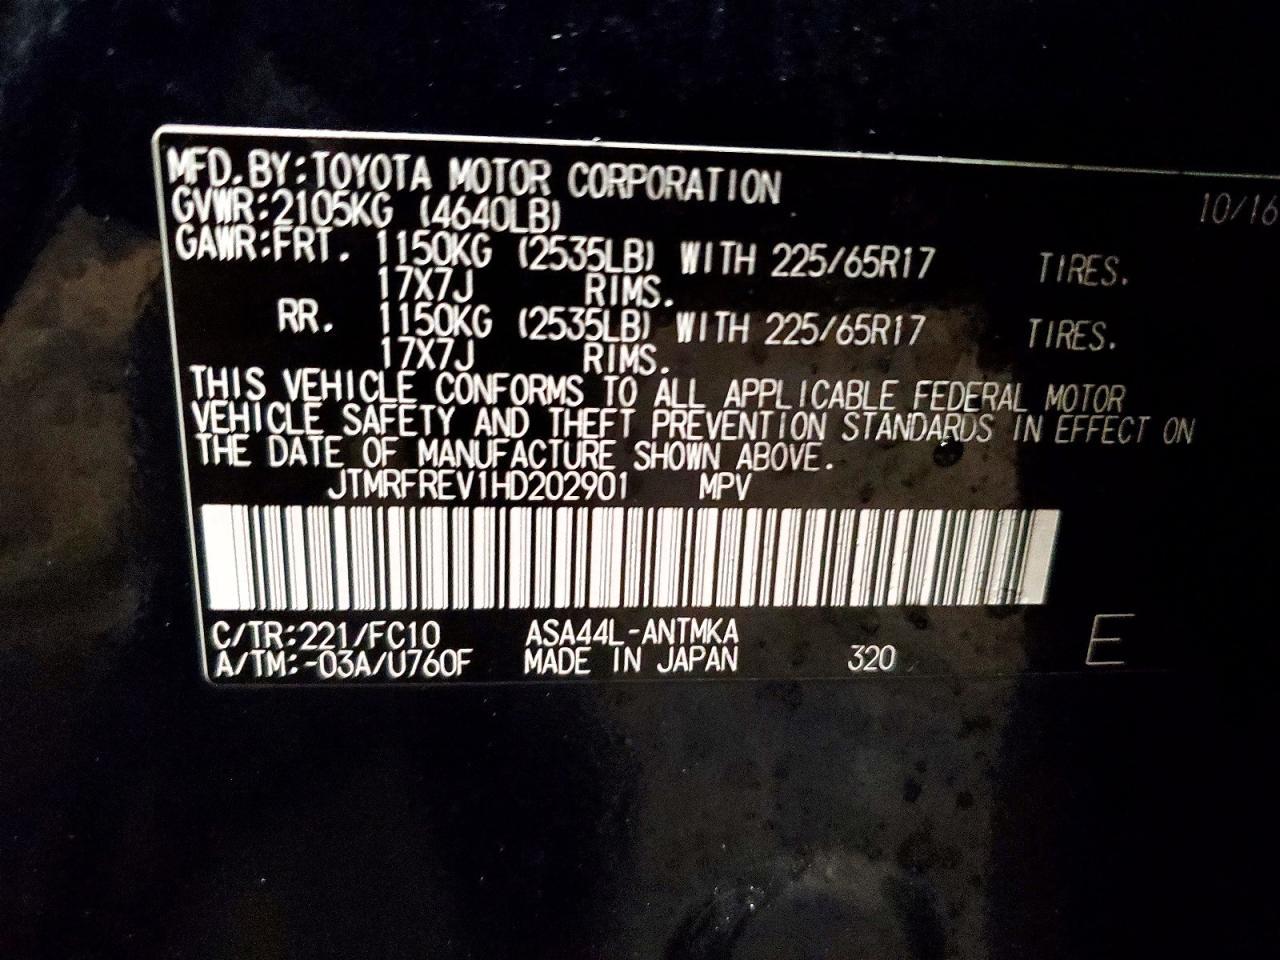 MFD.BY:TOYOTA MOTOR CORPORATION 10/16
GVWR:2105KG (4640LB)
GAWR:FRT. 1150KG (2535LB) WITH 225/65R17 TIRES.
17X7J RIMS.
RR. 1150KG (2535LB) WITH 225/65R17 TIRES.
17X7J RIMS.
THIS VEHICLE CONFORMS TO ALL APPLICABLE FEDERAL MOTOR
VEHICLE SAFETY AND THEFT PREVENTION STANDARDS IN EFFECT ON
THE DATE OF MANUFACTURE SHOWN ABOVE.
JTMRFREV1HD202901 MPV
C/TR:221/FC10 ASA44L-ANTMKA
A/TM:-03A/U760F MADE IN JAPAN 320 E